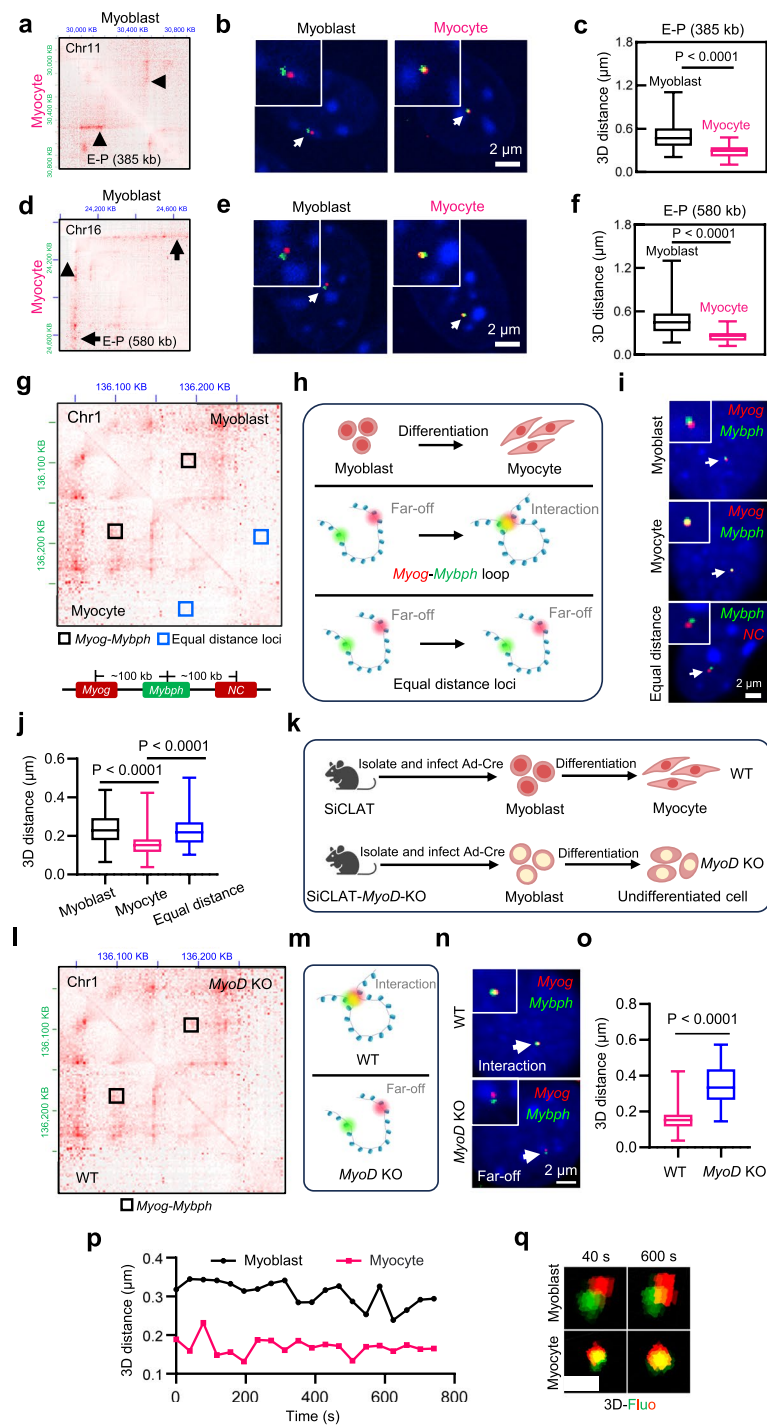 a
Myoblast
30,000 KB 30,400 KB 30,800 KB
Chr11
Myocyte
30,000 KB
30,400 KB
30,800 KB
E-P (385 kb)
b
Myoblast
Myocyte
2 μm
c
E-P (385 kb)
P < 0.0001
Myoblast
Myocyte
3D distance (μm)
1.8
1.2
0.6
0.0
d
Myoblast
24,200 KB 24,600 KB
Chr16
Myocyte
24,200 KB
24,600 KB
E-P (580 kb)
e
Myoblast
Myocyte
2 μm
f
E-P (580 kb)
P < 0.0001
Myoblast
Myocyte
3D distance (μm)
1.8
1.2
0.6
0.0
g
136.100 KB 136.200 KB
Chr1
Myoblast
136,100 KB
136,200 KB
Myocyte
Myog-Mybph
Equal distance loci
~100 kb ~100 kb
Myog Mybph NC
h
Differentiation
Myoblast
Myocyte
Far-off
Interaction
Myog-Mybph loop
Far-off
Far-off
Equal distance loci
i
Myoblast
Myog
Mybph
Myocyte
Myog
Mybph
Equal distance
Mybph
NC
2 μm
j
3D distance (μm)
0.6
0.4
0.2
0.0
P < 0.0001
P < 0.0001
Myoblast
Myocyte
Equal distance
k
Isolate and infect Ad-Cre
Differentiation
WT
SiCLAT
Myoblast
Myocyte
Isolate and infect Ad-Cre
Differentiation
MyoD KO
SiCLAT-MyoD-KO
Myoblast
Undifferentiated cell
l
136.100 KB 136.200 KB
Chr1
MyoD KO
136,100 KB
136,200 KB
WT
Myog-Mybph
m
Interaction
WT
Far-off
MyoD KO
n
WT
Myog
Mybph
Interaction
MyoD KO
Myog
Mybph
Far-off
2 μm
o
P < 0.0001
3D distance (μm)
0.6
0.4
0.2
0.0
WT
MyoD KO
p
Myoblast
Myocyte
3D distance (μm)
0.4
0.3
0.2
0.1
0 200 400 600 800
Time (s)
q
40 s 600 s
Myoblast
Myocyte
3D-Fluo